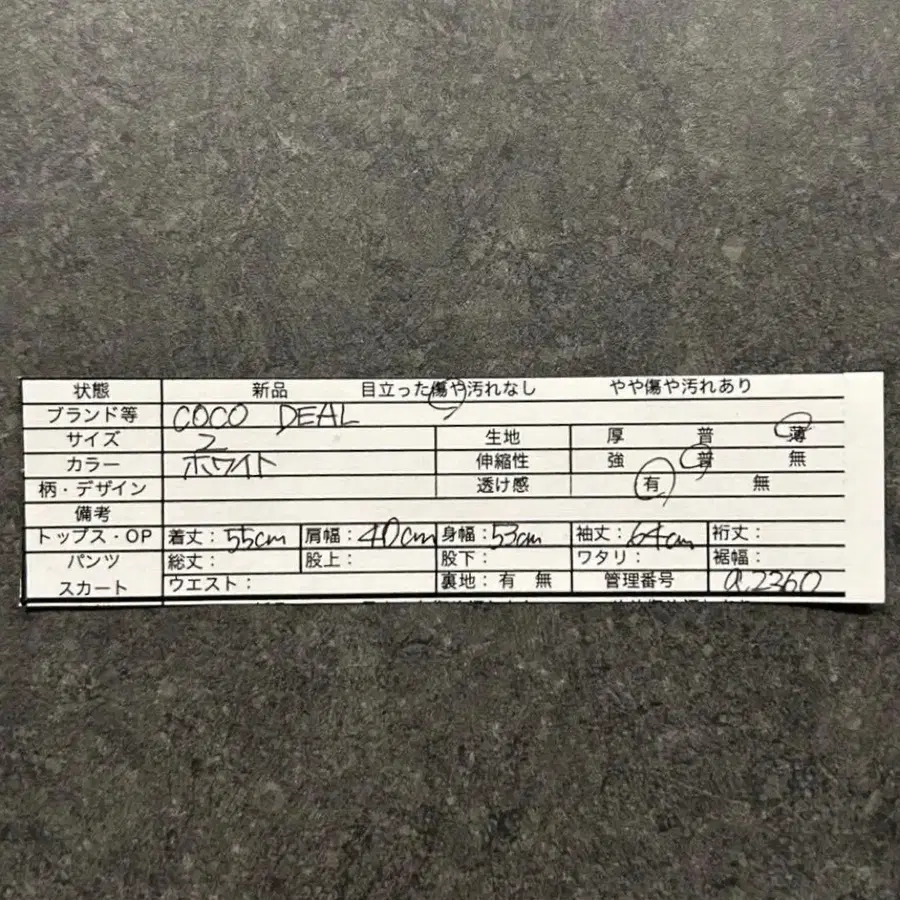 状態 新品 目立った傷や汚れなし やや傷や汚れあり
ブランド等 COCO DEAL
サイズ 2 生地 厚 普 薄
カラー ホワイト 伸縮性 強 普 無
柄・デザイン 透け感 有 無
備考
トップス・OP 着丈：55cm 肩幅：40cm 身幅：53cm 袖丈：64cm 裄丈：
パンツ 総丈： 股上： 股下： ワタリ： 裾幅：
スカート ウエスト： 裏地：有 無 管理番号 a.2360